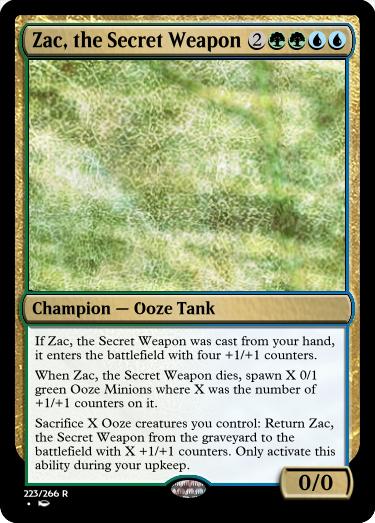 Zac, the Secret Weapon 2
Champion — Ooze Tank
If Zac, the Secret Weapon was cast from your hand,
it enters the battlefield with four +1/+1 counters.
When Zac, the Secret Weapon dies, spawn X 0/1
green Ooze Minions where X was the number of
+1/+1 counters on it.
Sacrifice X Ooze creatures you control: Return Zac,
the Secret Weapon from the graveyard to the
battlefield with X +1/+1 counters. Only activate this
ability during your upkeep.
0/0
223/266 R